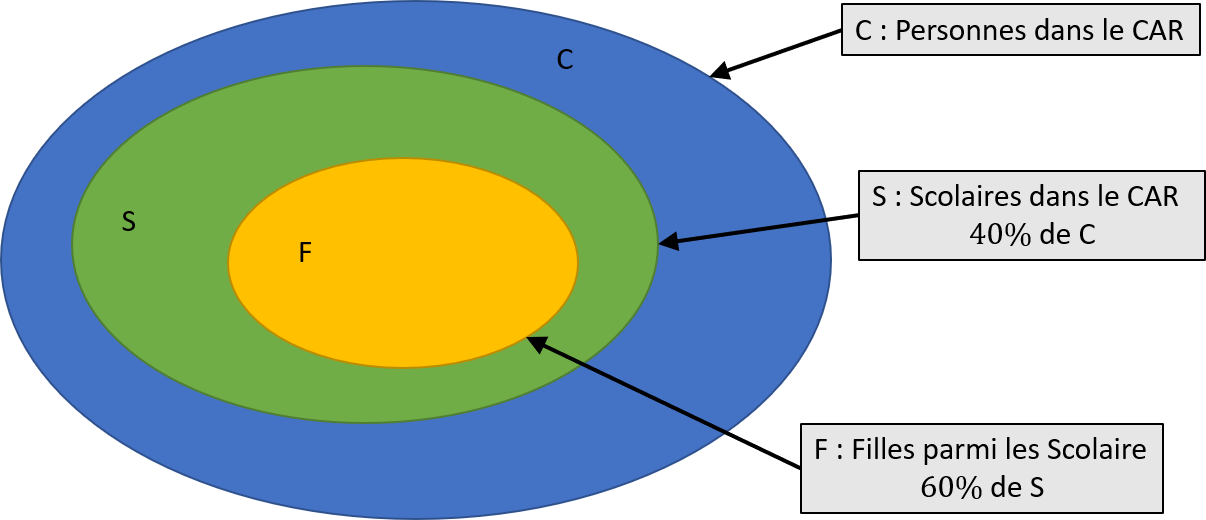 C : Personnes dans le CAR
C
S : Scolaires dans le CAR
40% de C
S
F
F : Filles parmi les Scolaire
60% de S